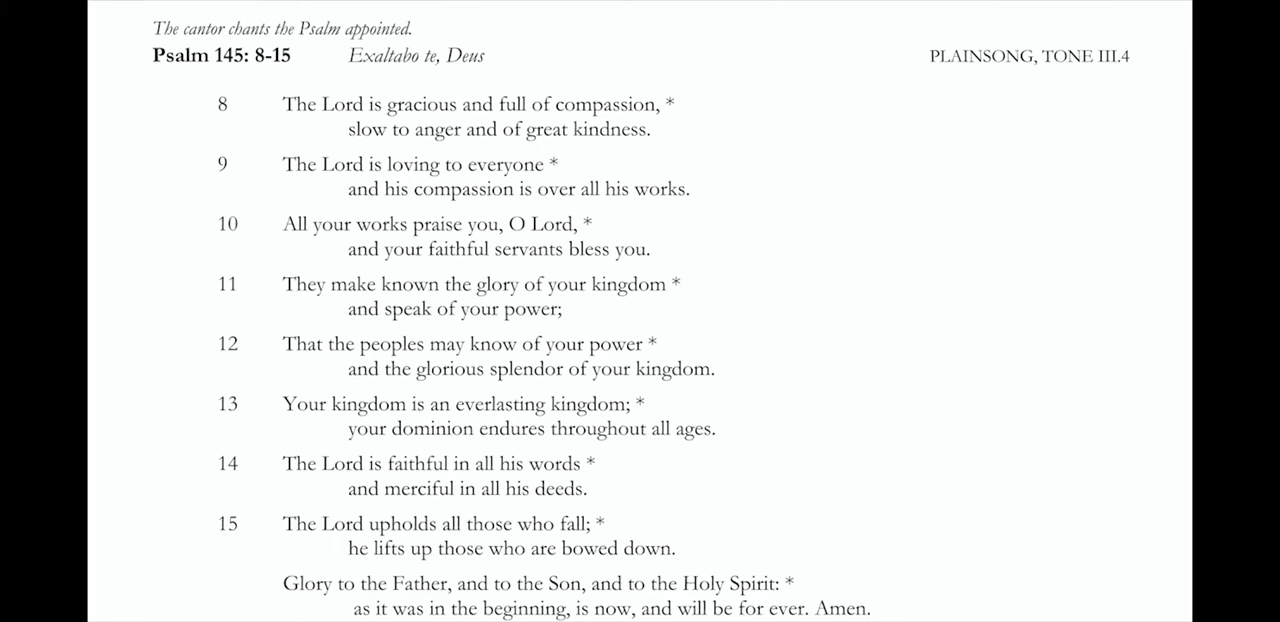 The cantor chants the Psalm appointed.
Psalm 145: 8-15 Exaltabo te, Deus PLAINSONG, TONE III.4
8 The Lord is gracious and full of compassion, *
slow to anger and of great kindness.
9 The Lord is loving to everyone *
and his compassion is over all his works.
10 All your works praise you, O Lord, *
and your faithful servants bless you.
11 They make known the glory of your kingdom *
and speak of your power;
12 That the peoples may know of your power *
and the glorious splendor of your kingdom.
13 Your kingdom is an everlasting kingdom; *
your dominion endures throughout all ages.
14 The Lord is faithful in all his words *
and merciful in all his deeds.
15 The Lord upholds all those who fall; *
he lifts up those who are bowed down.
Glory to the Father, and to the Son, and to the Holy Spirit: *
as it was in the beginning, is now, and will be for ever. Amen.